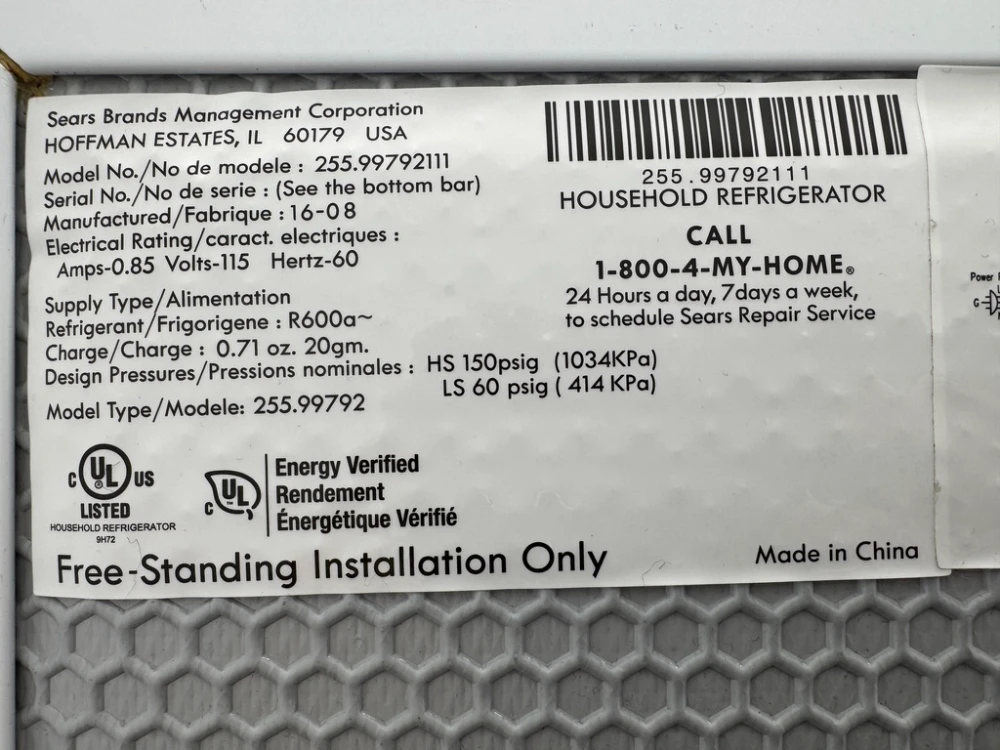 Sears Brands Management Corporation
HOFFMAN ESTATES, IL 60179 USA
Model No./No de modele : 255.99792111
Serial No./No de serie : (See the bottom bar)
Manufactured/Fabrique : 16-08
Electrical Rating/caract. electriques :
Amps-0.85 Volts-115 Hertz-60
Supply Type/Alimentation
Refrigerant/Frigorigene : R600a~
Charge/Charge : 0.71 oz. 20gm.
Design Pressures/Pressions nominales : HS 150psig (1034KPa)
LS 60 psig ( 414 KPa)
Model Type/Modele: 255.99792
255.99792111
HOUSEHOLD REFRIGERATOR
CALL
1-800-4-MY-HOME®
24 Hours a day, 7days a week,
to schedule Sears Repair Service
C UL US
LISTED
HOUSEHOLD REFRIGERATOR
9H72
C UL
Energy Verified
Rendement
Énergétique Vérifié
Free-Standing Installation Only
Made in China
Power
G